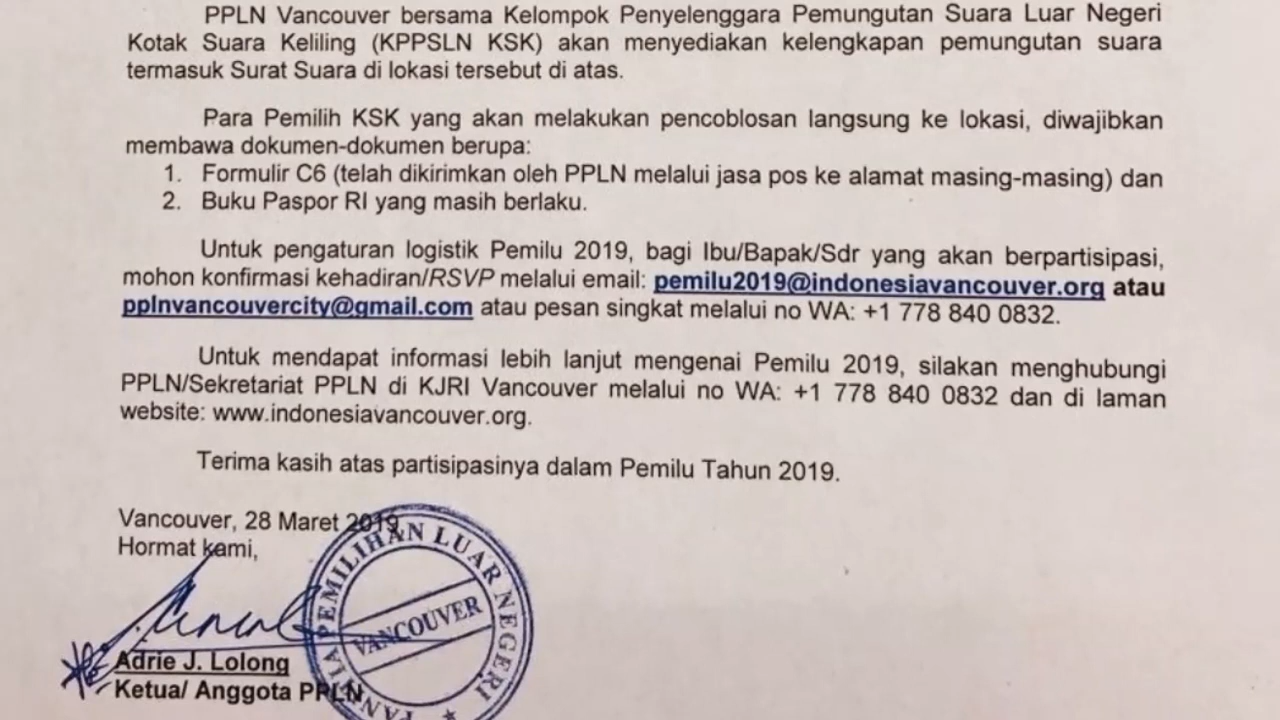 PPLN Vancouver bersama Kelompok Penyelenggara Pemungutan Suara Luar Negeri
Kotak Suara Keliling (KPPSLN KSK) akan menyediakan kelengkapan pemungutan suara
termasuk Surat Suara di lokasi tersebut di atas.
Para Pemilih KSK yang akan melakukan pencoblosan langsung ke lokasi, diwajibkan
membawa dokumen-dokumen berupa:
1. Formulir C6 (telah dikirimkan oleh PPLN melalui jasa pos ke alamat masing-masing) dan
2. Buku Paspor RI yang masih berlaku.
Untuk pengaturan logistik Pemilu 2019, bagi Ibu/Bapak/Sdr yang akan berpartisipasi,
mohon konfirmasi kehadiran/RSVP melalui email: pemilu2019@indonesiavancouver.org atau
pplnvancouvercity@gmail.com atau pesan singkat melalui no WA: +1 778 840 0832.
Untuk mendapat informasi lebih lanjut mengenai Pemilu 2019, silakan menghubungi
PPLN/Sekretariat PPLN di KJRI Vancouver melalui no WA: +1 778 840 0832 dan di laman
website: www.indonesiavancouver.org.
Terima kasih atas partisipasinya dalam Pemilu Tahun 2019.
Vancouver, 28 Maret 2019
Hormat kami,
PANITIA PEMILIHAN LUAR NEGERI
VANCOUVER
Adrie J. Lolong
Ketua/ Anggota PPLN